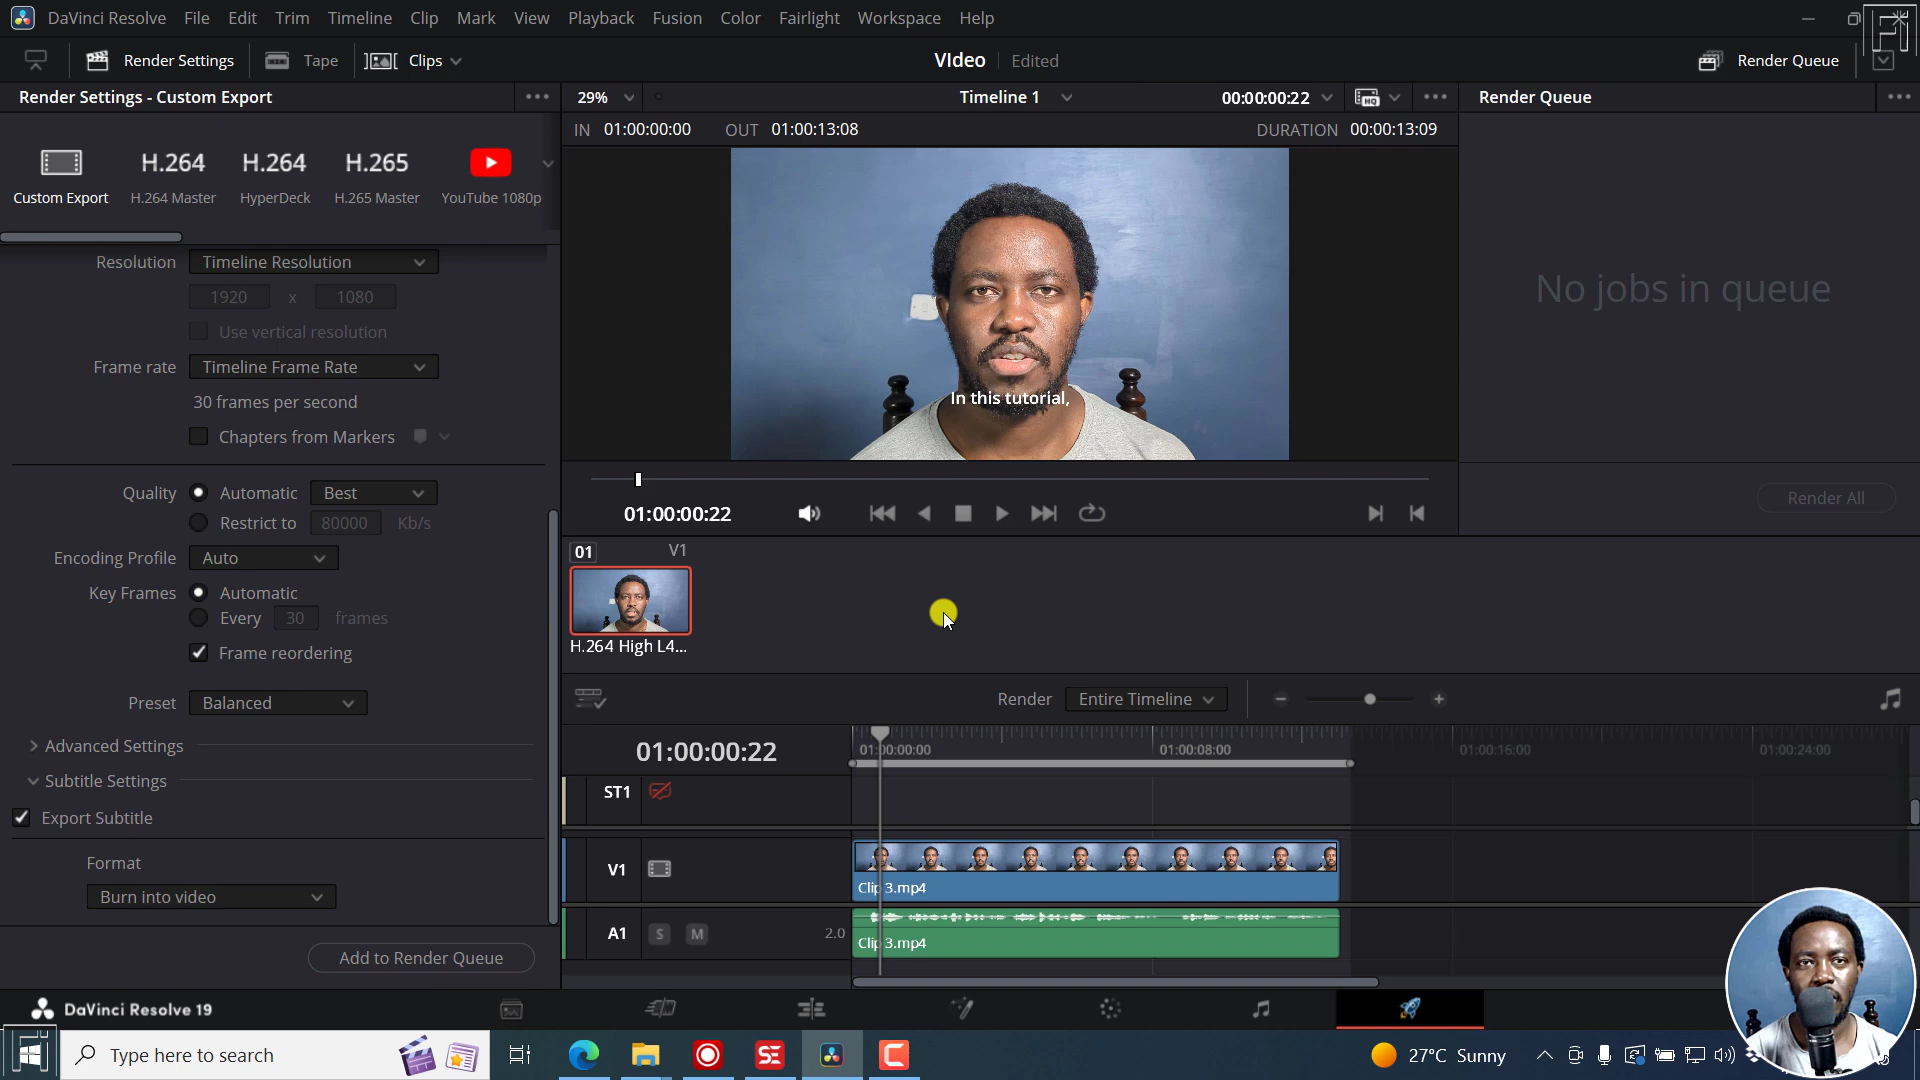 DaVinci Resolve File Edit Trim Timeline Clip Mark View Playback Fusion Color Fairlight Workspace Help
Render Settings Tape Clips VIdeo Edited Render Queue
FI
Render Settings - Custom Export
29% Timeline 1 00:00:00:22 HQ
Render Queue
IN 01:00:00:00 OUT 01:00:13:08 DURATION 00:00:13:09
H.264 H.264 H.265
Custom Export H.264 Master HyperDeck H.265 Master YouTube 1080p
Resolution Timeline Resolution
1920 x 1080
Use vertical resolution
Frame rate Timeline Frame Rate
30 frames per second
Chapters from Markers
Quality Automatic Best
Restrict to 80000 Kb/s
Encoding Profile Auto
Key Frames Automatic
Every 30 frames
Frame reordering
Preset Balanced
Advanced Settings
Subtitle Settings
Export Subtitle
Format
Burn into video
Add to Render Queue
In this tutorial,
01:00:00:22
No jobs in queue
Render All
01 V1
H.264 High L4...
Render Entire Timeline
01:00:00:22
01:00:00:00 01:00:08:00 01:00:16:00 01:00:24:00
ST1
V1
Clip 3.mp4
A1 S M 2.0
Clip 3.mp4
DaVinci Resolve 19
Type here to search
SE
C
27°C Sunny